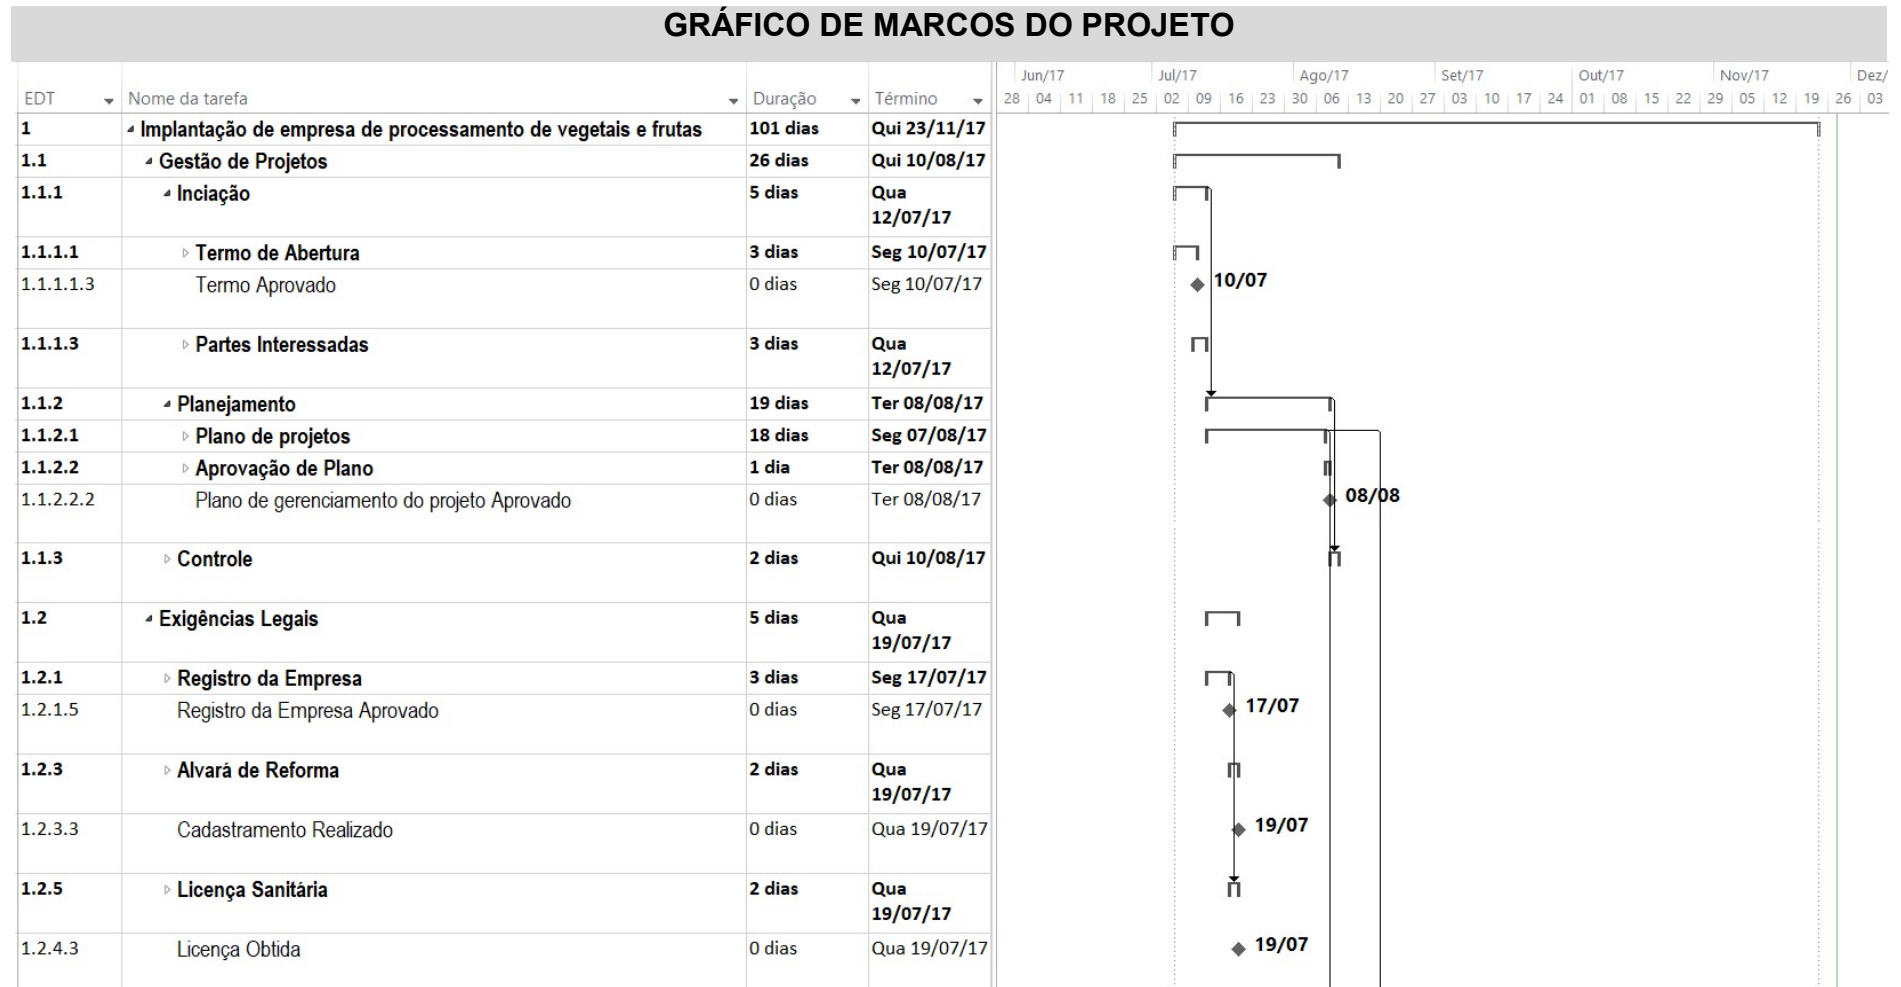 GRÁFICO DE MARCOS DO PROJETO
Jun/17 Jul/17 Ago/17 Set/17 Out/17 Nov/17 Dez/
EDT Nome da tarefa Duração Término 28 04 11 18 25 02 09 16 23 30 06 13 20 27 03 10 17 24 01 08 15 22 29 05 12 19 26 03
1 Implantação de empresa de processamento de vegetais e frutas 101 dias Qui 23/11/17
1.1 Gestão de Projetos 26 dias Qui 10/08/17
1.1.1 Inciação 5 dias Qua
12/07/17
1.1.1.1 Termo de Abertura 3 dias Seg 10/07/17
1.1.1.1.3 Termo Aprovado 0 dias Seg 10/07/17 10/07
1.1.1.3 Partes Interessadas 3 dias Qua
12/07/17
1.1.2 Planejamento 19 dias Ter 08/08/17
1.1.2.1 Plano de projetos 18 dias Seg 07/08/17
1.1.2.2 Aprovação de Plano 1 dia Ter 08/08/17
1.1.2.2.2 Plano de gerenciamento do projeto Aprovado 0 dias Ter 08/08/17 08/08
1.1.3 Controle 2 dias Qui 10/08/17
1.2 Exigências Legais 5 dias Qua
19/07/17
1.2.1 Registro da Empresa 3 dias Seg 17/07/17
1.2.1.5 Registro da Empresa Aprovado 0 dias Seg 17/07/17 17/07
1.2.3 Alvará de Reforma 2 dias Qua
19/07/17
1.2.3.3 Cadastramento Realizado 0 dias Qua 19/07/17 19/07
1.2.5 Licença Sanitária 2 dias Qua
19/07/17
1.2.4.3 Licença Obtida 0 dias Qua 19/07/17 19/07